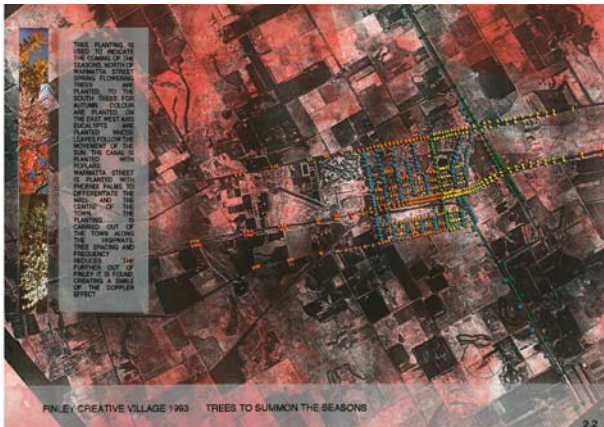 TREE PLANTING IS
USED TO INDICATE
THE COMING OF THE
SEASONS. NORTH OF
WARMATTA STREET
SPRING FLOWERING
TREES ARE
PLANTED TO THE
SOUTH TREES FOR
AUTUMN COLOUR
ARE PLANTED. ON
THE EAST WEST AXIS
EUCALYPTS ARE
PLANTED WHOSE
LEAVES FOLLOW THE
MOVEMENT OF THE
SUN. THE CANAL IS
PLANTED WITH
POPLARS.
WARMATTA STREET
IS PLANTED WITH
PHOENIX PALMS TO
DIFFERENTIATE THE
MALL AND THE
CENTRE OF THE
TOWN. THE
PLANTING IS
CARRIED OUT OF
THE TOWN ALONG
THE HIGHWAYS.
TREE SPACING AND
FREQUENCY
REDUCES THE
FURTHER OUT OF
FINLEY IT IS FOUND,
CREATING A SIMILE
OF THE DOPPLER
EFFECT
FINLEY CREATIVE VILLAGE 1993 TREES TO SUMMON THE SEASONS
2.2